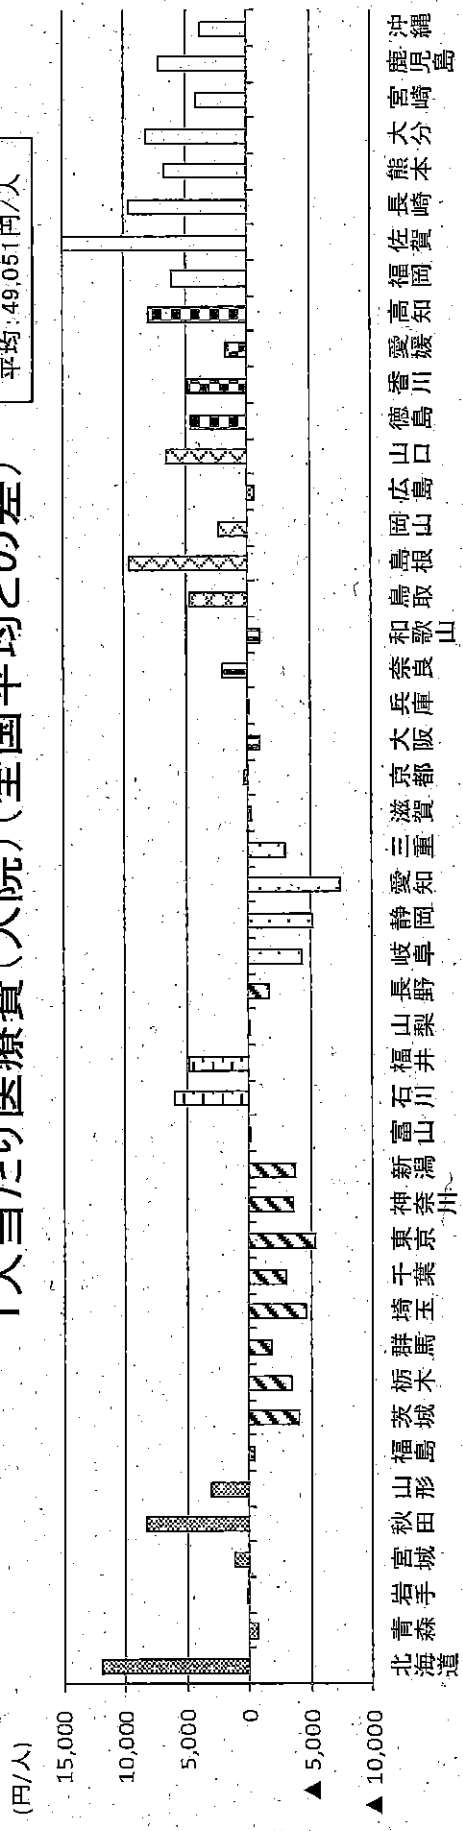 1人当たり医療費(入院)(全国平均との差)
平均:49,051円/人
(円/人)
15,000
10,000
5,000
0
▲ 5,000
▲ 10,000
北海道
青森
岩手
宮城
秋田
山形
福島
茨城
栃木
群馬
埼玉
千葉
東京
神奈川
新潟
富山
石川
福井
山梨
長野
岐阜
静岡
愛知
三重
滋賀
京都
大阪
兵庫
奈良
和歌山
鳥取
島根
岡山
広島
山口
徳島
香川
愛媛
高知
福岡
佐賀
長崎
熊本
大分
宮崎
鹿児島
沖縄